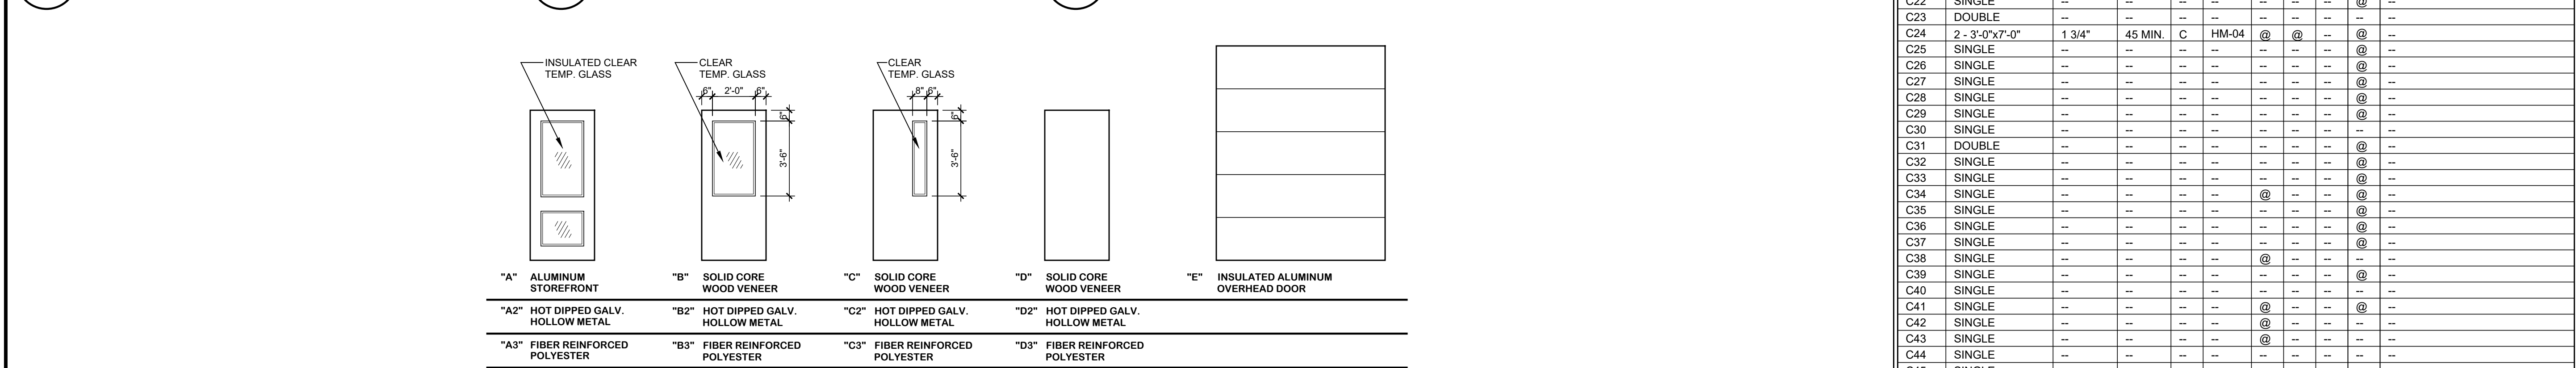 INSULATED CLEAR
TEMP. GLASS
CLEAR
TEMP. GLASS
CLEAR
TEMP. GLASS
6" 2'-0" 6"
6"
3'-6"
8" 6"
6"
3'-6"
"A" ALUMINUM
STOREFRONT
"B" SOLID CORE
WOOD VENEER
"C" SOLID CORE
WOOD VENEER
"D" SOLID CORE
WOOD VENEER
"E" INSULATED ALUMINUM
OVERHEAD DOOR
"A2" HOT DIPPED GALV.
HOLLOW METAL
"B2" HOT DIPPED GALV.
HOLLOW METAL
"C2" HOT DIPPED GALV.
HOLLOW METAL
"D2" HOT DIPPED GALV.
HOLLOW METAL
"A3" FIBER REINFORCED
POLYESTER
"B3" FIBER REINFORCED
POLYESTER
"C3" FIBER REINFORCED
POLYESTER
"D3" FIBER REINFORCED
POLYESTER
C22 SINGLE -- -- -- -- -- -- -- @ --
C23 DOUBLE -- -- -- -- -- -- -- -- --
C24 2 - 3'-0"x7'-0" 1 3/4" 45 MIN. C HM-04 @ @ -- @ --
C25 SINGLE -- -- -- -- -- -- -- @ --
C26 SINGLE -- -- -- -- -- -- -- @ --
C27 SINGLE -- -- -- -- -- -- -- @ --
C28 SINGLE -- -- -- -- -- -- -- @ --
C29 SINGLE -- -- -- -- -- -- -- @ --
C30 SINGLE -- -- -- -- -- -- -- -- --
C31 DOUBLE -- -- -- -- -- -- -- @ --
C32 SINGLE -- -- -- -- -- -- -- @ --
C33 SINGLE -- -- -- -- -- -- -- @ --
C34 SINGLE -- -- -- -- @ -- -- @ --
C35 SINGLE -- -- -- -- -- -- -- @ --
C36 SINGLE -- -- -- -- -- -- -- @ --
C37 SINGLE -- -- -- -- -- -- -- @ --
C38 SINGLE -- -- -- -- @ -- -- -- --
C39 SINGLE -- -- -- -- -- -- -- @ --
C40 SINGLE -- -- -- -- -- -- -- -- --
C41 SINGLE -- -- -- -- @ -- -- @ --
C42 SINGLE -- -- -- -- @ -- -- -- --
C43 SINGLE -- -- -- -- @ -- -- -- --
C44 SINGLE -- -- -- -- -- -- -- @ --